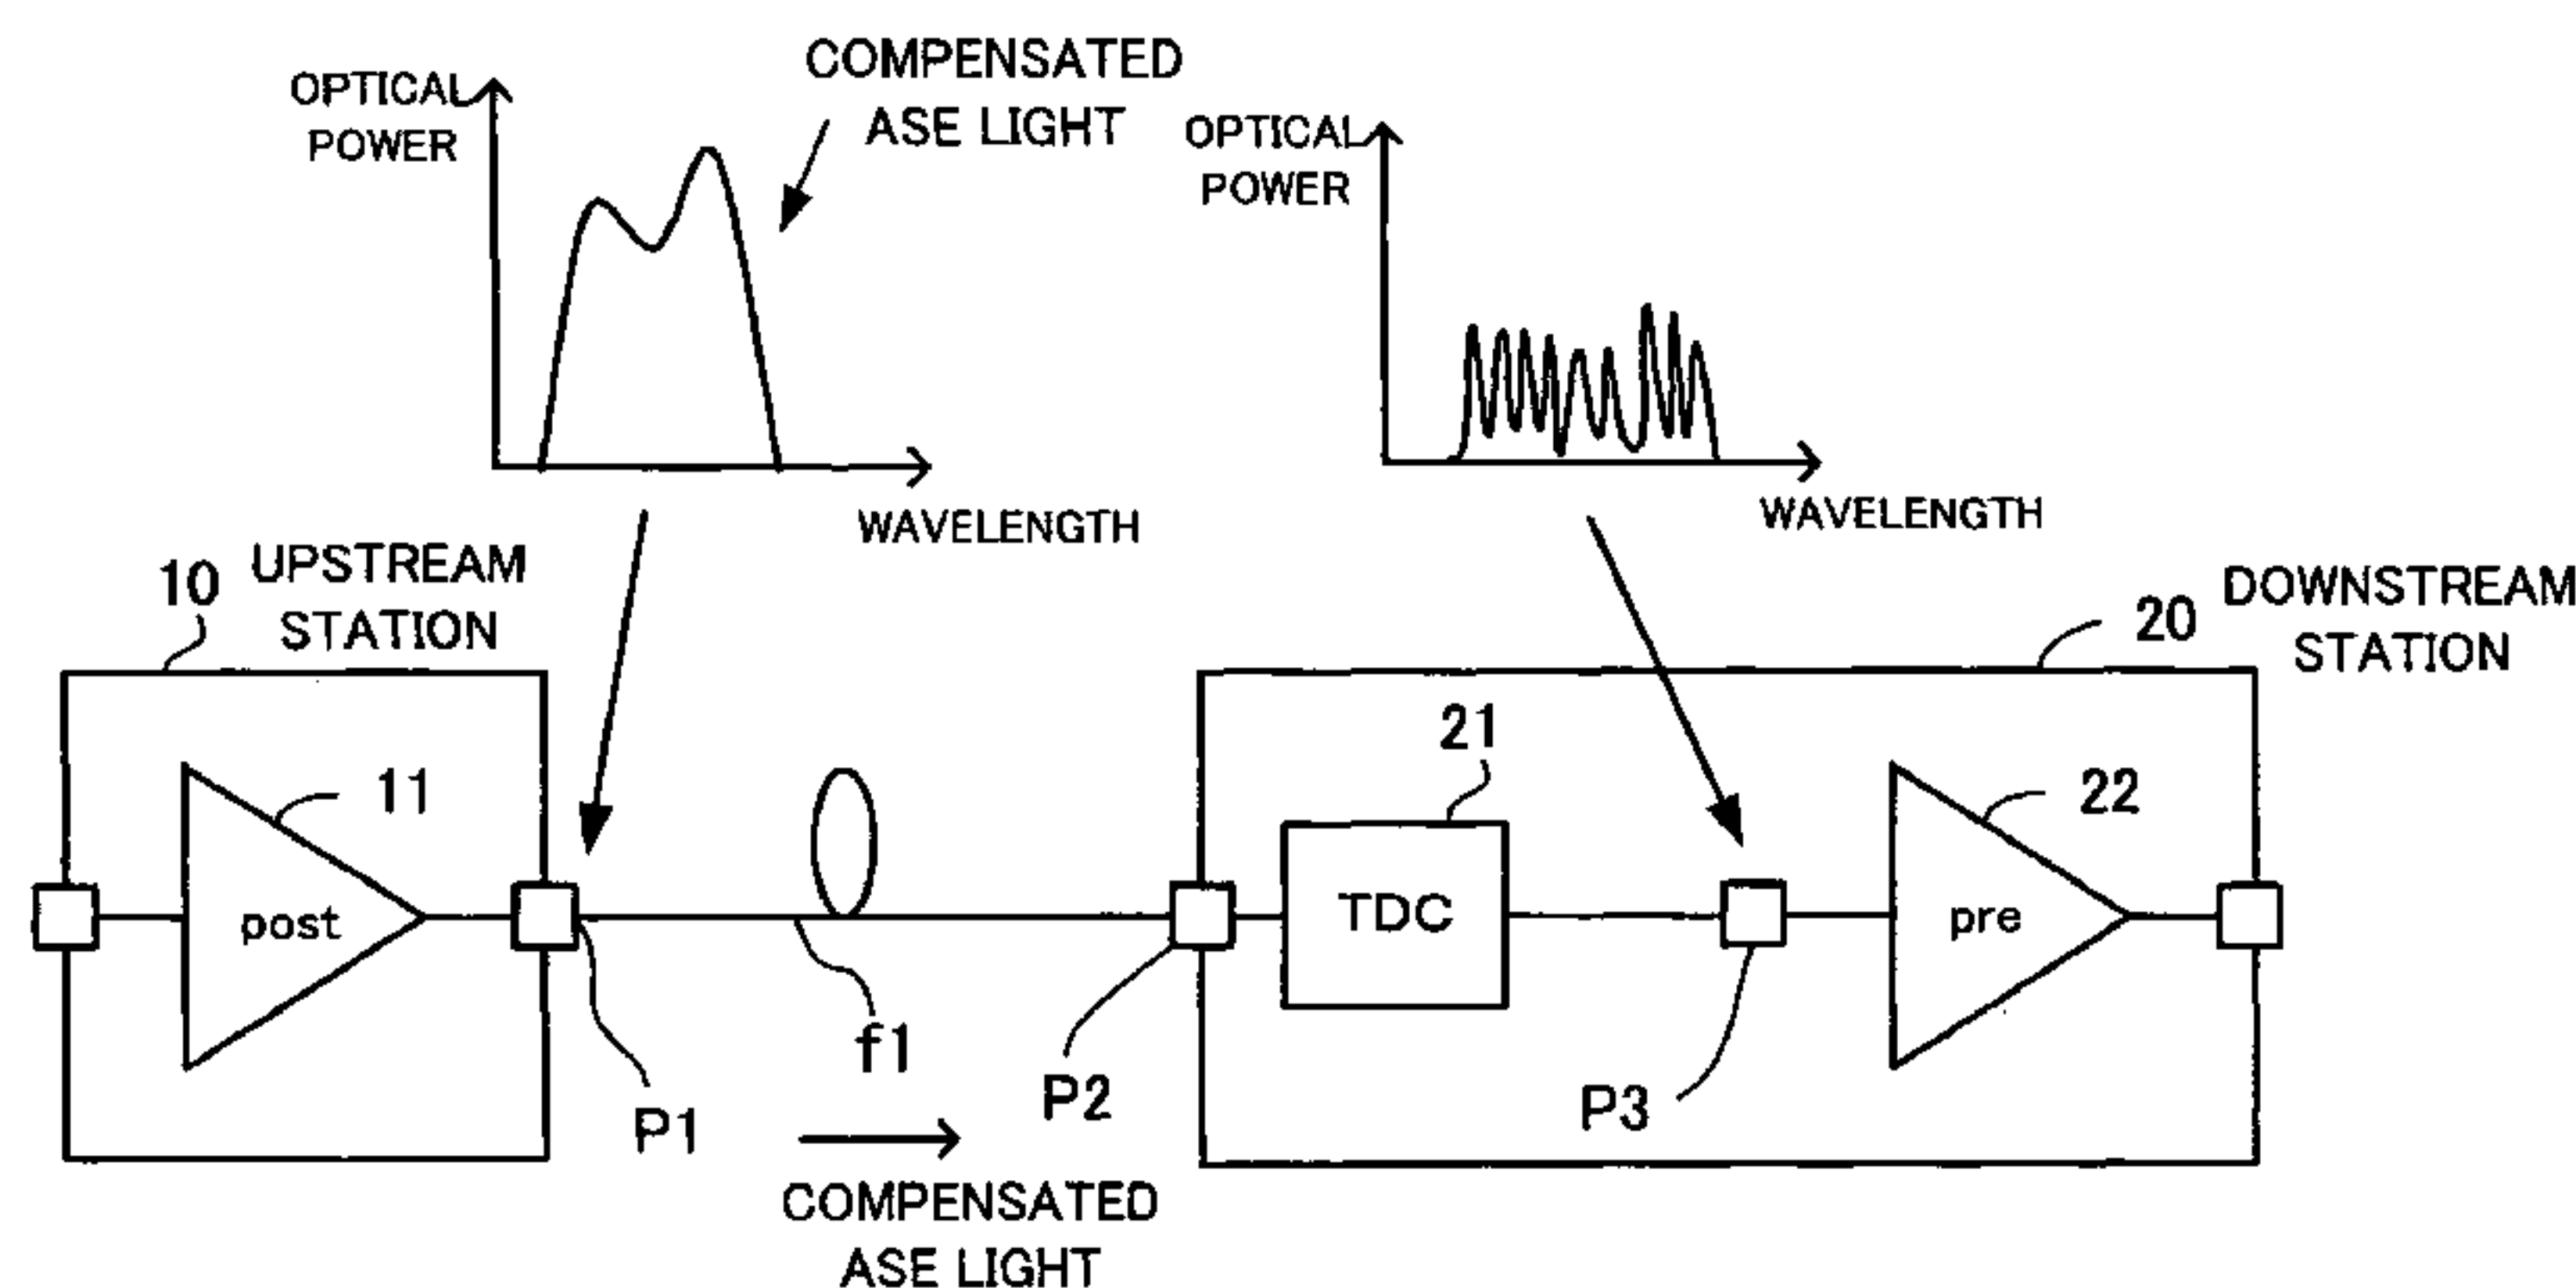 COMPENSATED
ASE LIGHT
OPTICAL
POWER
WAVELENGTH
OPTICAL
POWER
WAVELENGTH
10
UPSTREAM
STATION
20
DOWNSTREAM
STATION
11
post
21
TDC
22
pre
f1
P1
P2
P3
COMPENSATED
ASE LIGHT